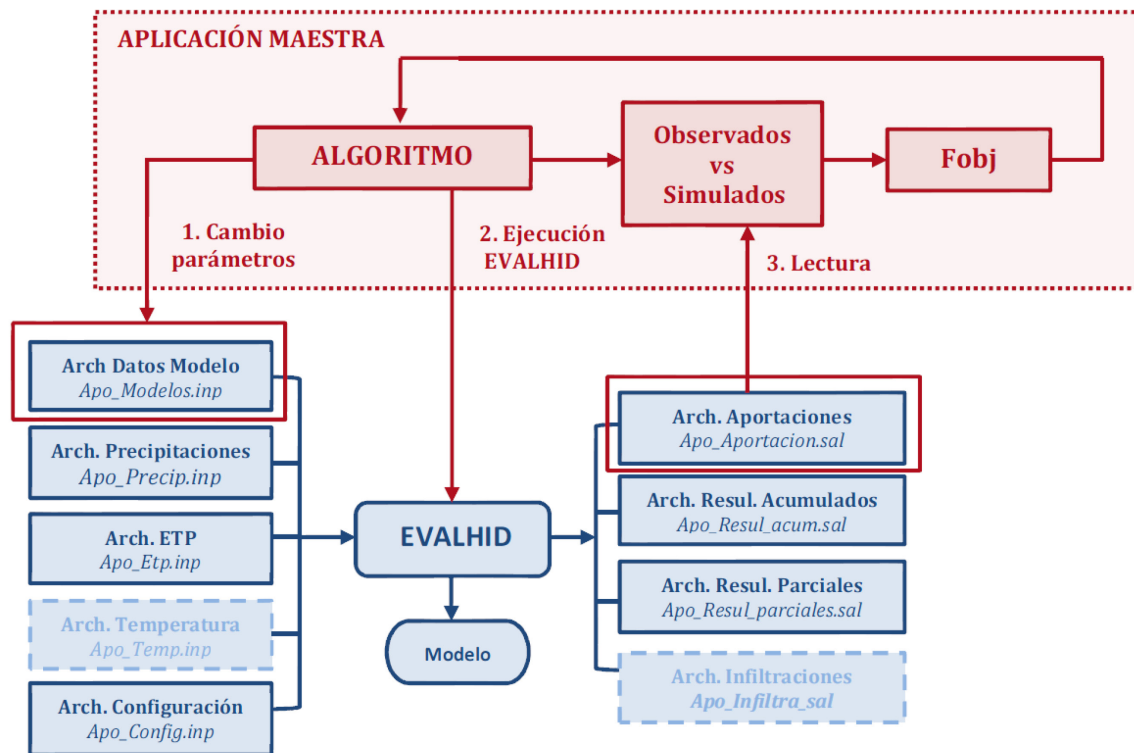 APLICACIÓN MAESTRA
ALGORITMO
Observados
vs
Simulados
Fobj
1. Cambio
parámetros
2. Ejecución
EVALHID
3. Lectura
Arch Datos Modelo
Apo_Modelos.inp
Arch. Precipitaciones
Apo_Precip.inp
Arch. ETP
Apo_Etp.inp
Arch. Temperatura
Apo_Temp.inp
Arch. Configuración
Apo_Config.inp
EVALHID
Modelo
Arch. Aportaciones
Apo_Aportacion.sal
Arch. Resul. Acumulados
Apo_Resul_acum.sal
Arch. Resul. Parciales
Apo_Resul_parciales.sal
Arch. Infiltraciones
Apo_Infiltra_sal